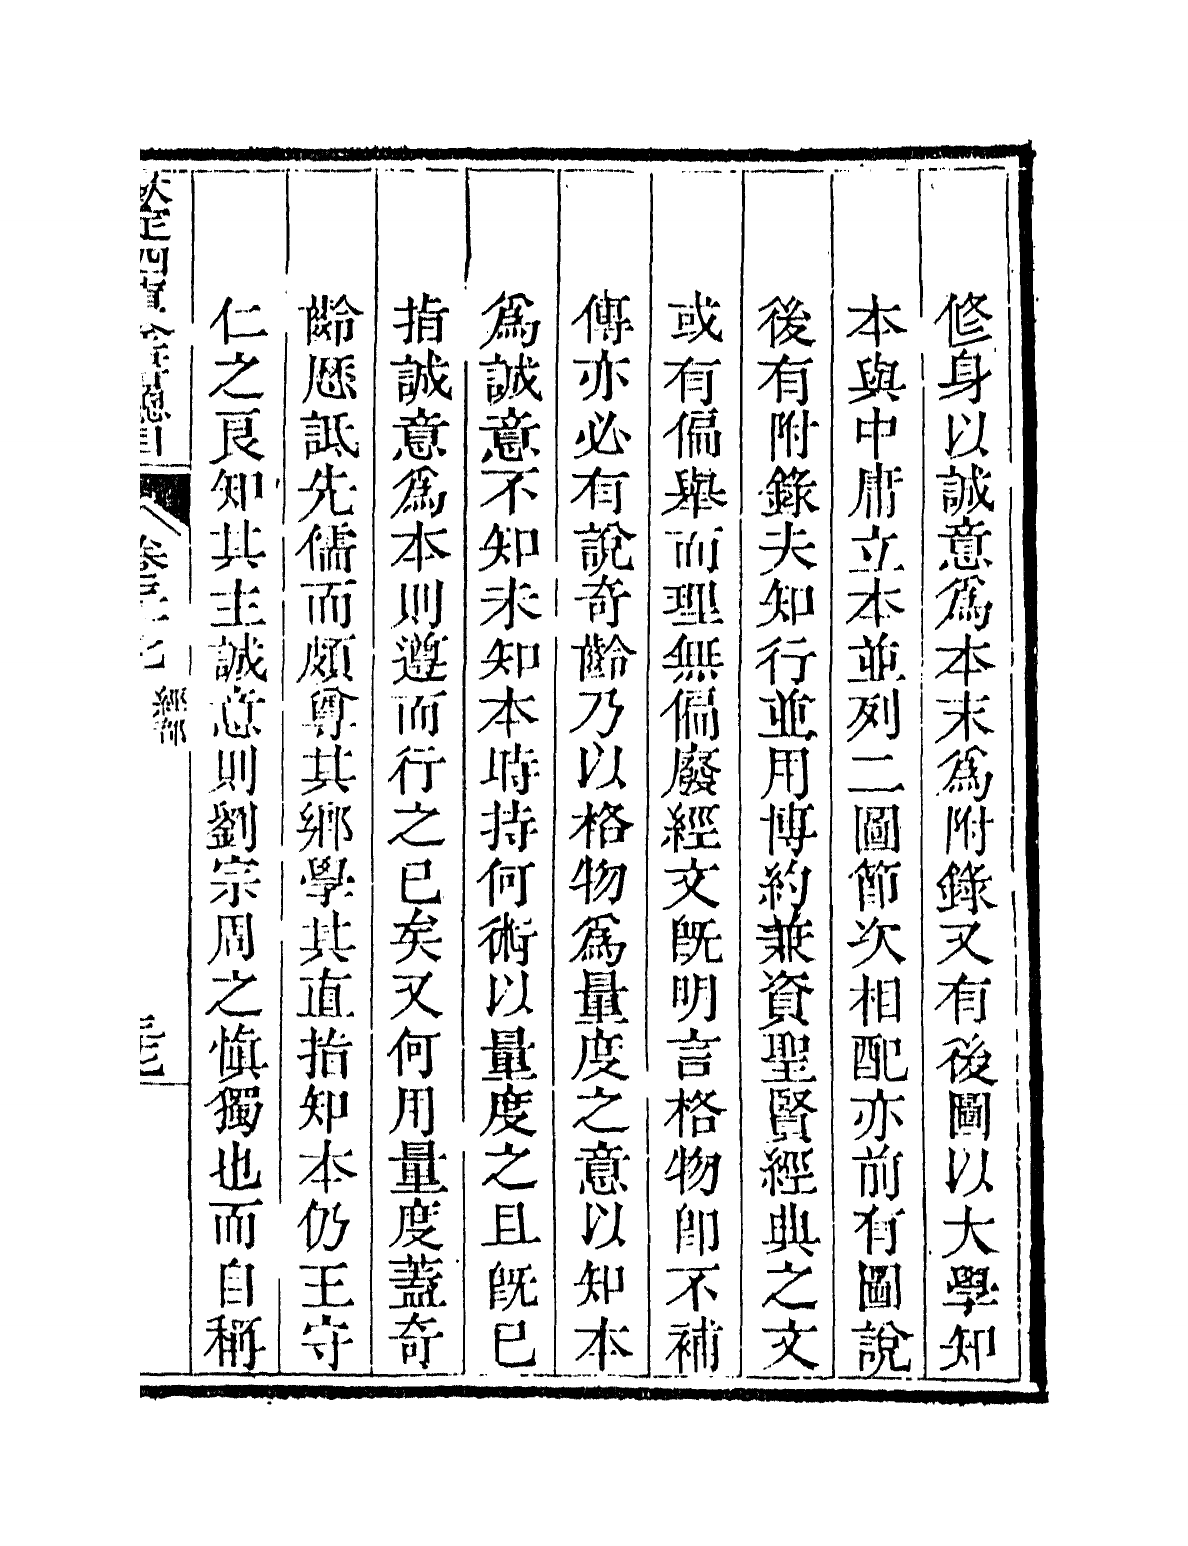 修身以誠意為本末為附錄又有後圖以大學知
本與中庸立本並列二圖節次相配亦前有圖說
後有附錄夫知行並用博約兼資聖賢經典之文
或有偏舉而理無偏廢經文旣明言格物卽不補
傳亦必有說奇齡乃以格物為量度之意以知本
為誠意不知未知本時持何術以量度之且旣已
指誠意為本則遵而行之已矣又何用量度蓋奇
齡歷詆先儒而頗尊其鄉學其直指知本仍王守
仁之良知其主誠意則劉宗周之愼獨也而自稱
欽定四庫全書總目
卷三十七
經部